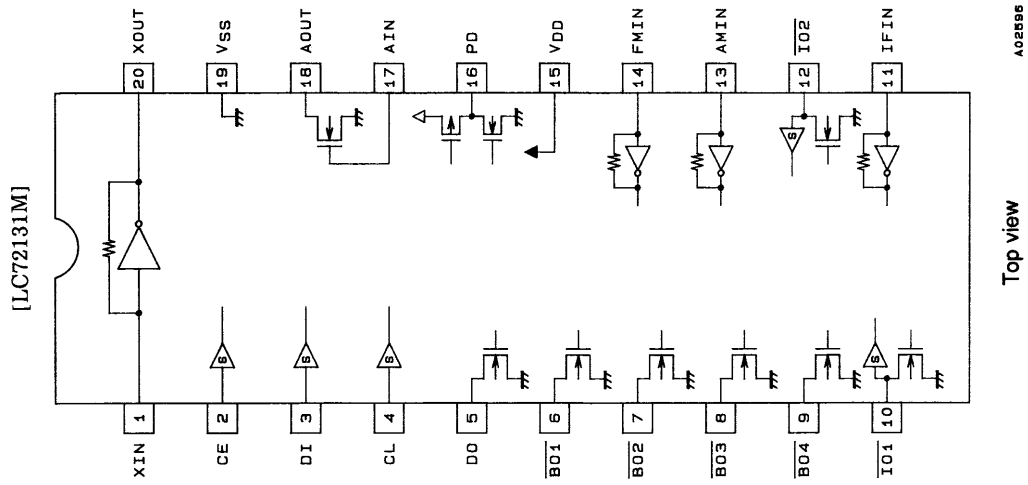 [LC72131M]
XOUT
VSS
AOUT
AIN
PD
VDD
FMIN
AMIN
IO2
IFIN
20
19
18
17
16
15
14
13
12
11
S
S
S
S
S
1
2
3
4
5
6
7
8
9
10
XIN
CE
DI
CL
DO
BO1
BO2
BO3
BO4
IO1
Top view
A02596